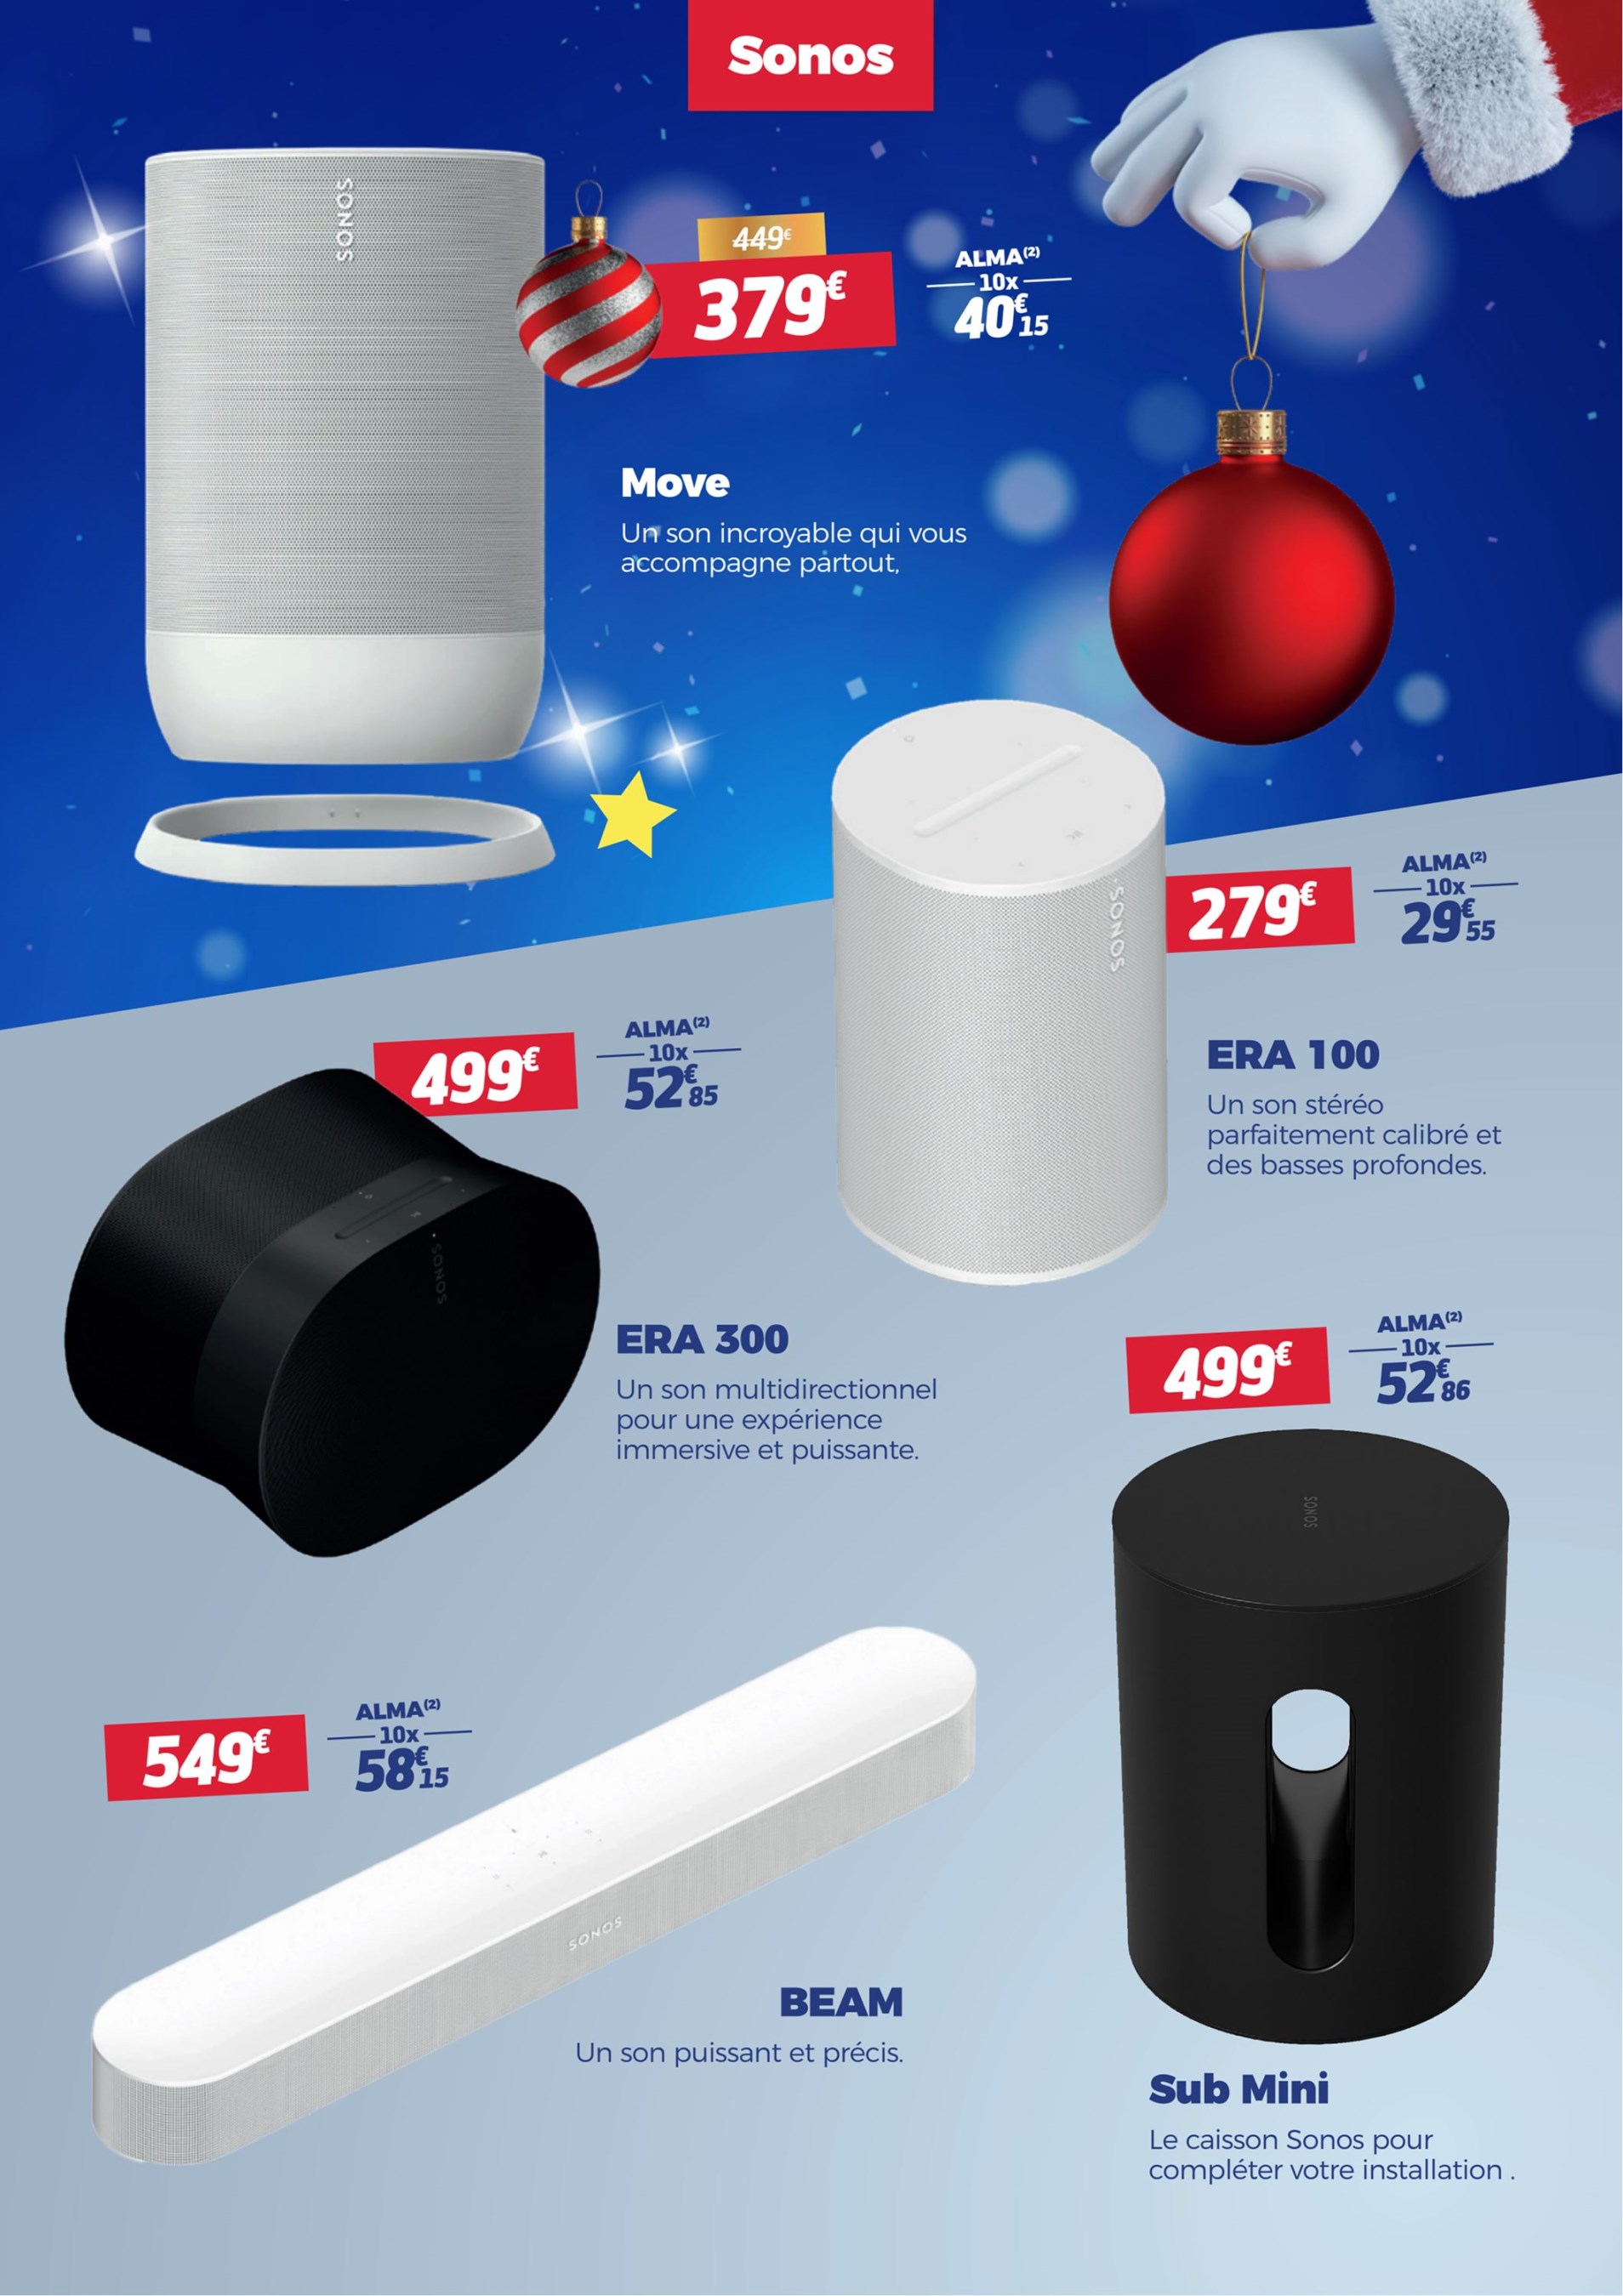 Sonos
SONOS
449€
379€
ALMA(2)
10x
40€15
Move
Un son incroyable qui vous
accompagne partout,
SONOS
279€
ALMA(2)
10x
29€55
ERA 100
Un son stéréo
parfaitement calibré et
des basses profondes.
499€
ALMA(2)
10x
52€85
SONOS
ERA 300
Un son multidirectionnel
pour une expérience
immersive et puissante.
499€
ALMA(2)
10x
52€86
SONOS
549€
ALMA(2)
10x
58€15
SONOS
BEAM
Un son puissant et précis.
Sub Mini
Le caisson Sonos pour
compléter votre installation .